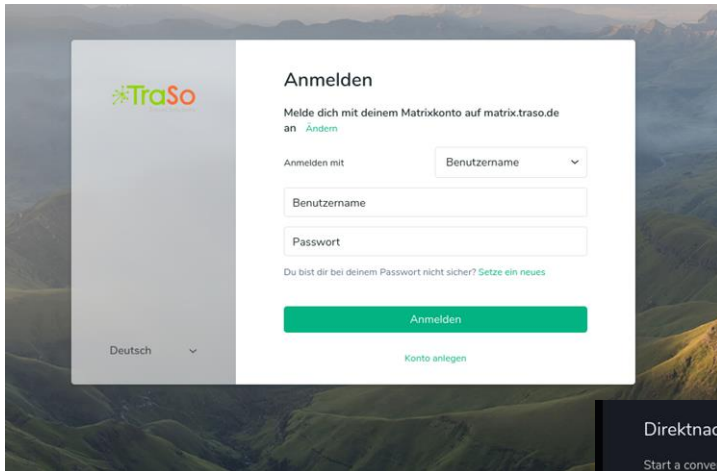 TraSo
Anmelden
Melde dich mit deinem Matrixkonto auf matrix.traso.de
an Ändern
Anmelden mit
Benutzername
Benutzername
Passwort
Du bist dir bei deinem Passwort nicht sicher? Setze ein neues
Anmelden
Deutsch
Konto anlegen
Direktnac
Start a conve